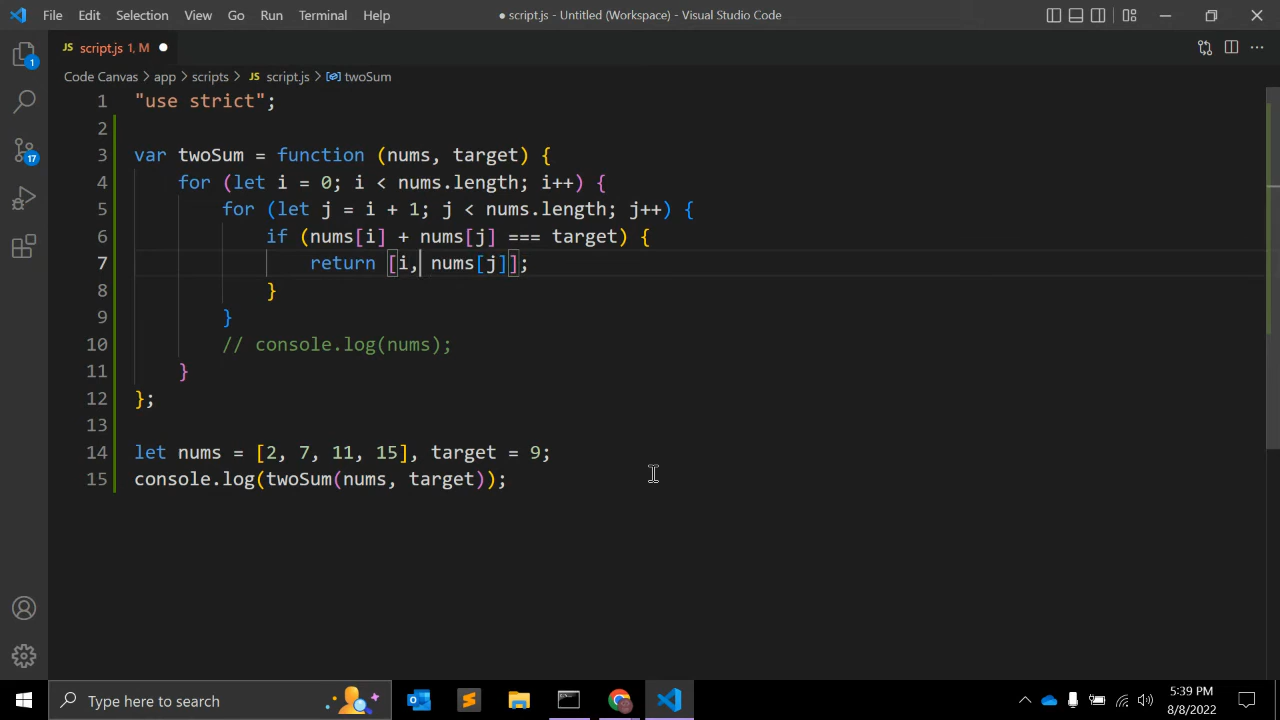 File Edit Selection View Go Run Terminal Help ● script.js - Untitled (Workspace) - Visual Studio Code
JS script.js 1, M ●
Code Canvas > app > scripts > JS script.js > twoSum
1 "use strict";
2
3 var twoSum = function (nums, target) {
4 for (let i = 0; i < nums.length; i++) {
5 for (let j = i + 1; j < nums.length; j++) {
6 if (nums[i] + nums[j] === target) {
7 return [i, nums[j]];
8 }
9 }
10 // console.log(nums);
11 }
12 };
13
14 let nums = [2, 7, 11, 15], target = 9;
15 console.log(twoSum(nums, target));
1
17
Type here to search
5:39 PM
8/8/2022